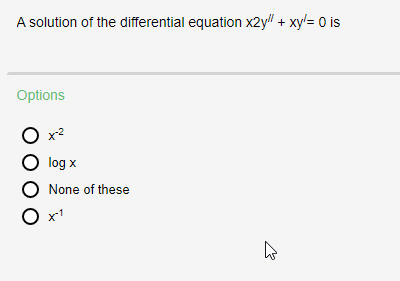 A solution of the differential equation x2y// + xy/= 0 is
Options
x-2
log x
None of these
x-1